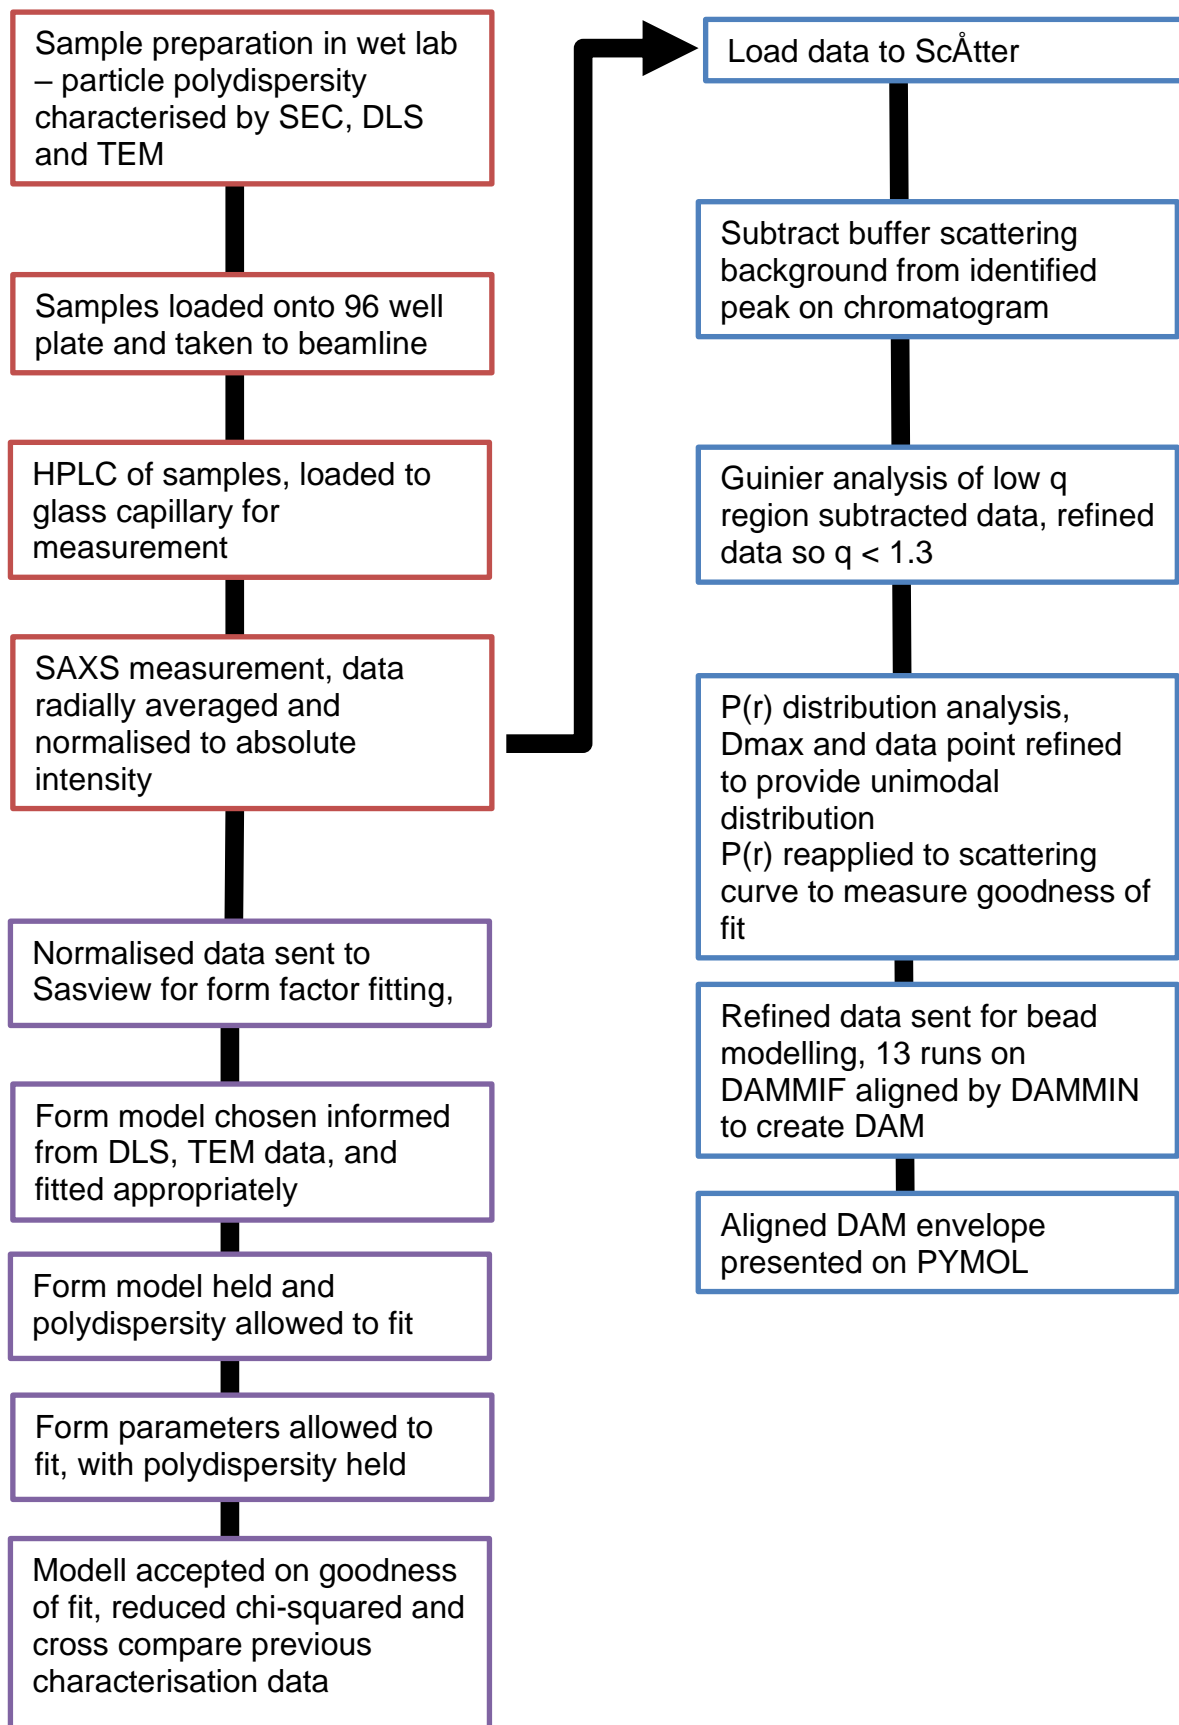 Sample preparation in wet lab
– particle polydispersity
characterised by SEC, DLS
and TEM
Samples loaded onto 96 well
plate and taken to beamline
HPLC of samples, loaded to
glass capillary for
measurement
SAXS measurement, data
radially averaged and
normalised to absolute
intensity
Normalised data sent to
Sasview for form factor fitting,
Form model chosen informed
from DLS, TEM data, and
fitted appropriately
Form model held and
polydispersity allowed to fit
Form parameters allowed to
fit, with polydispersity held
Modell accepted on goodness
of fit, reduced chi-squared and
cross compare previous
characterisation data
Load data to ScÅtter
Subtract buffer scattering
background from identified
peak on chromatogram
Guinier analysis of low q
region subtracted data, refined
data so q < 1.3
P(r) distribution analysis,
Dmax and data point refined
to provide unimodal
distribution
P(r) reapplied to scattering
curve to measure goodness of
fit
Refined data sent for bead
modelling, 13 runs on
DAMMIF aligned by DAMMIN
to create DAM
Aligned DAM envelope
presented on PYMOL